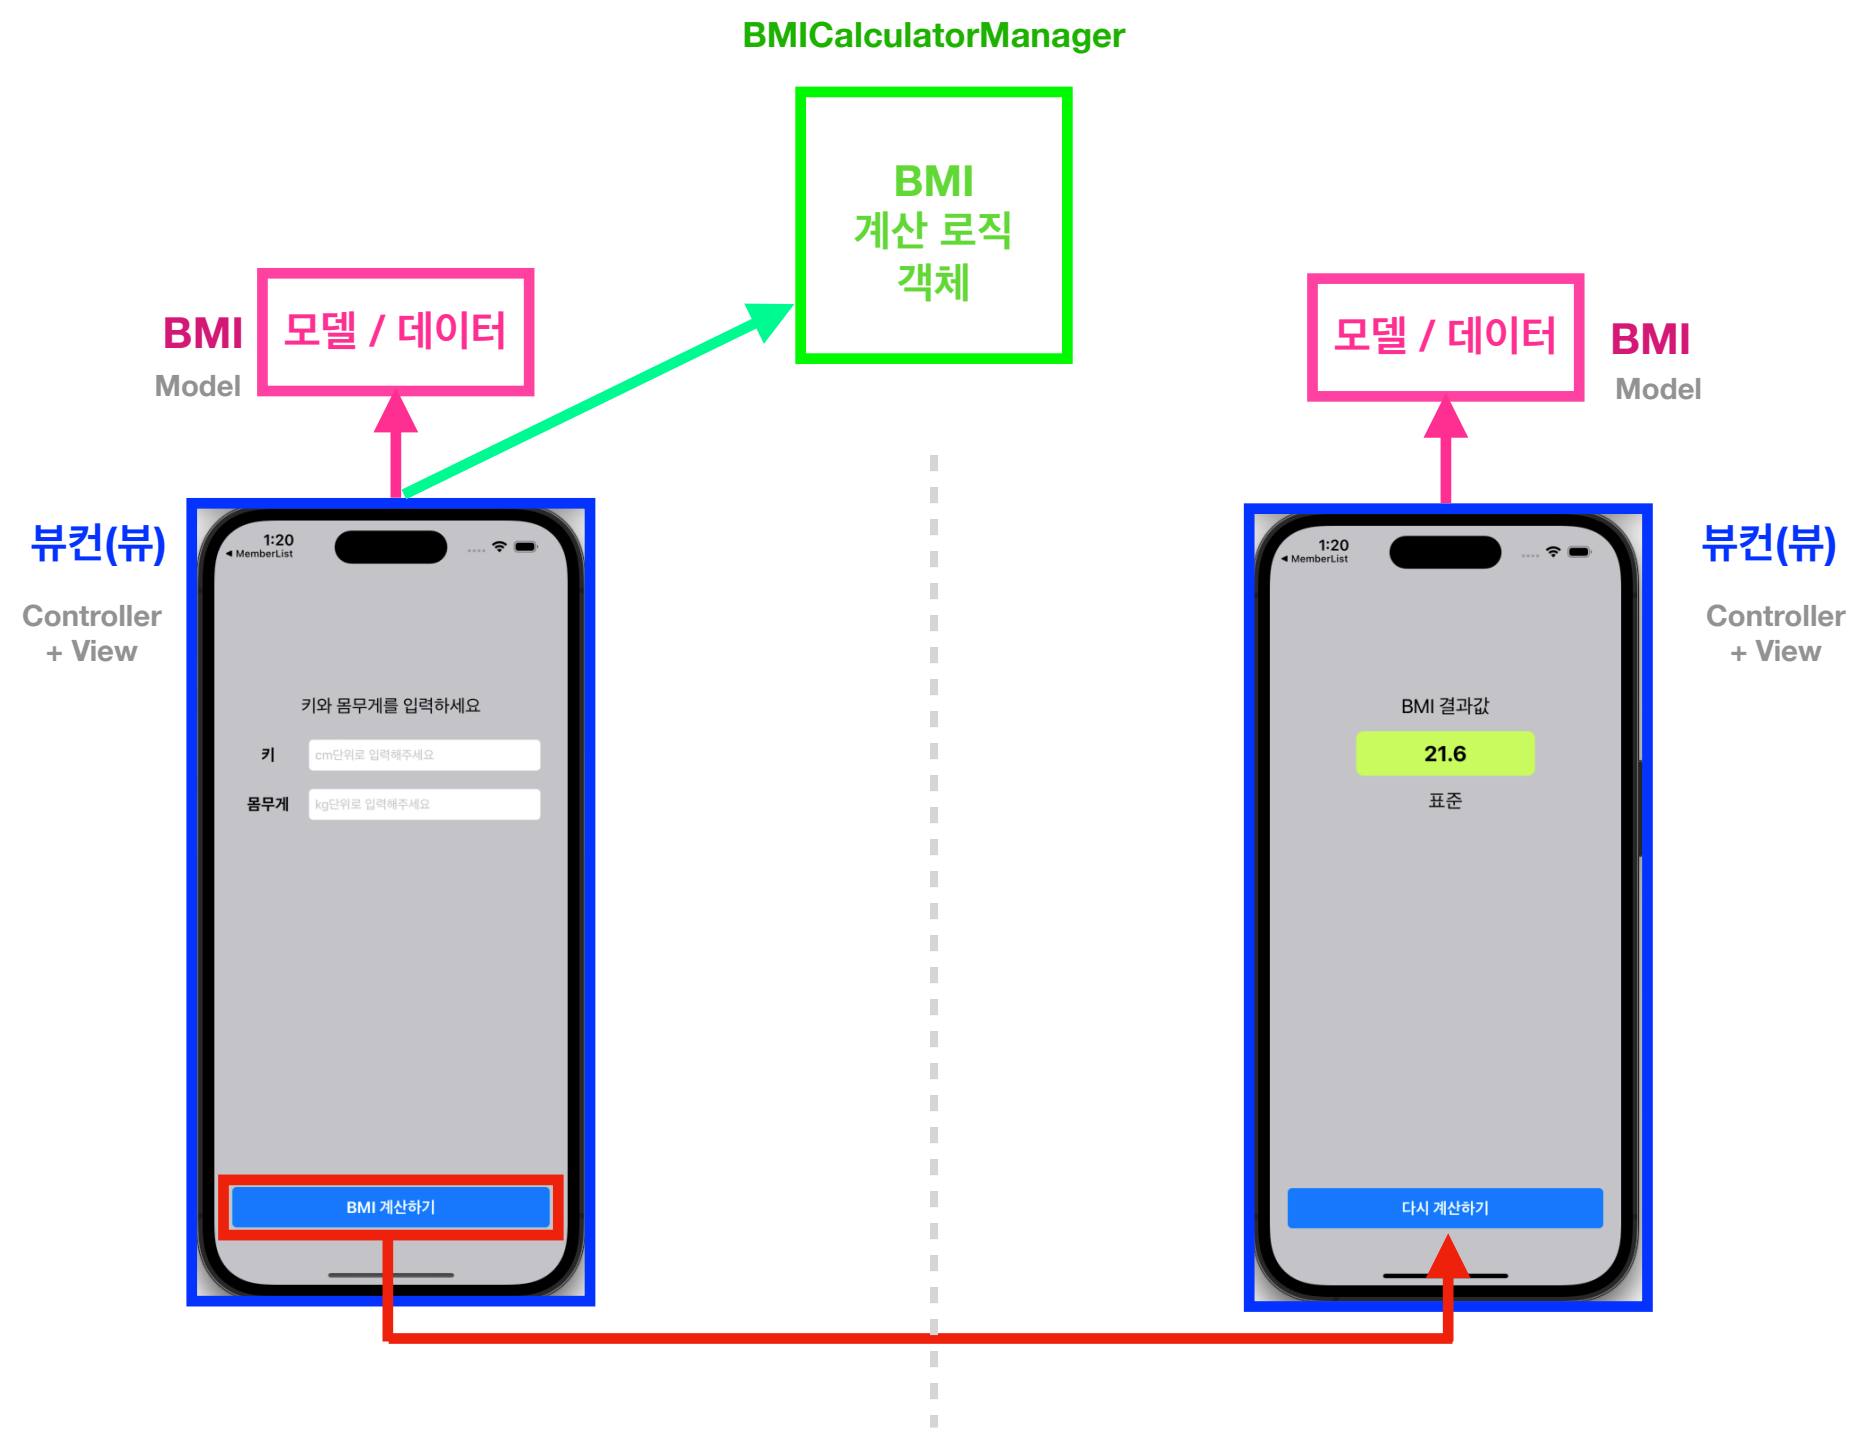 BMICalculatorManager
BMI
계산 로직
객체
BMI
모델 / 데이터
Model
모델 / 데이터
BMI
Model
뷰컨(뷰)
Controller
+ View
1:20
◀ MemberList
키와 몸무게를 입력하세요
키
cm단위로 입력해주세요
몸무게
kg단위로 입력해주세요
BMI 계산하기
1:20
◀ MemberList
BMI 결과값
21.6
표준
다시 계산하기
뷰컨(뷰)
Controller
+ View